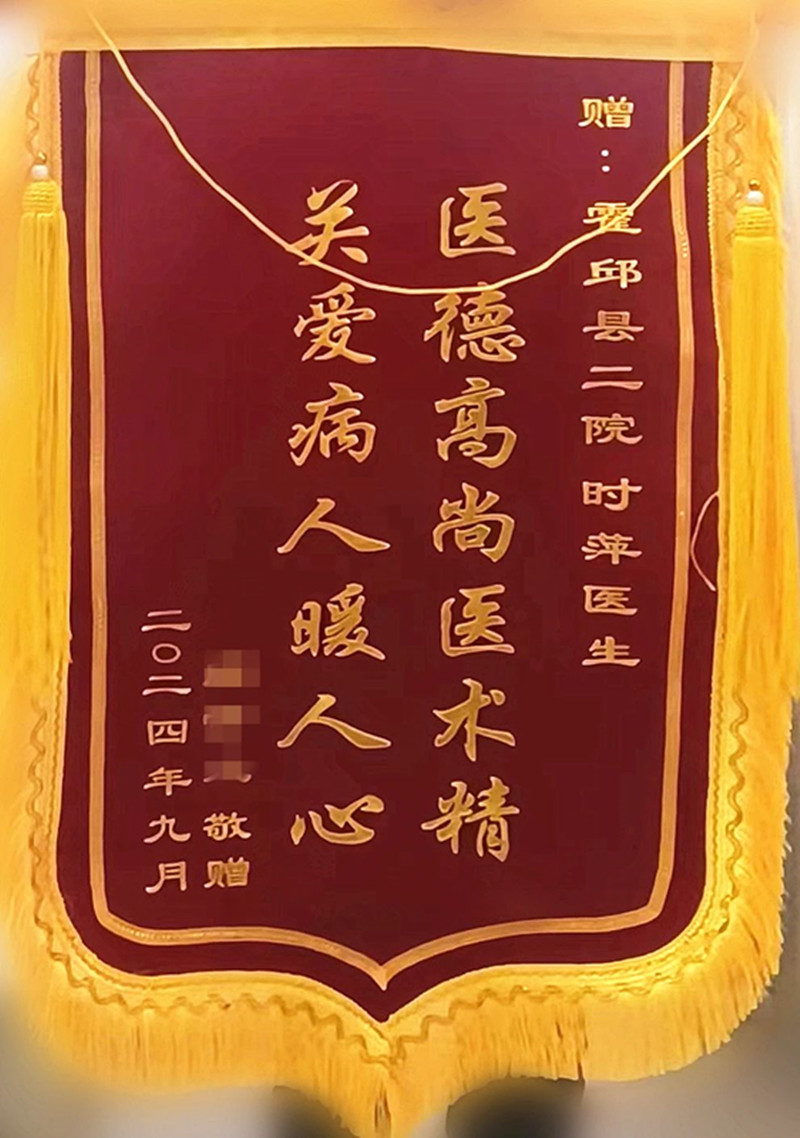 赠：霍邱县二院时萍医生
医德高尚医术精
关爱病人暖人心
敬赠
二〇二四年九月